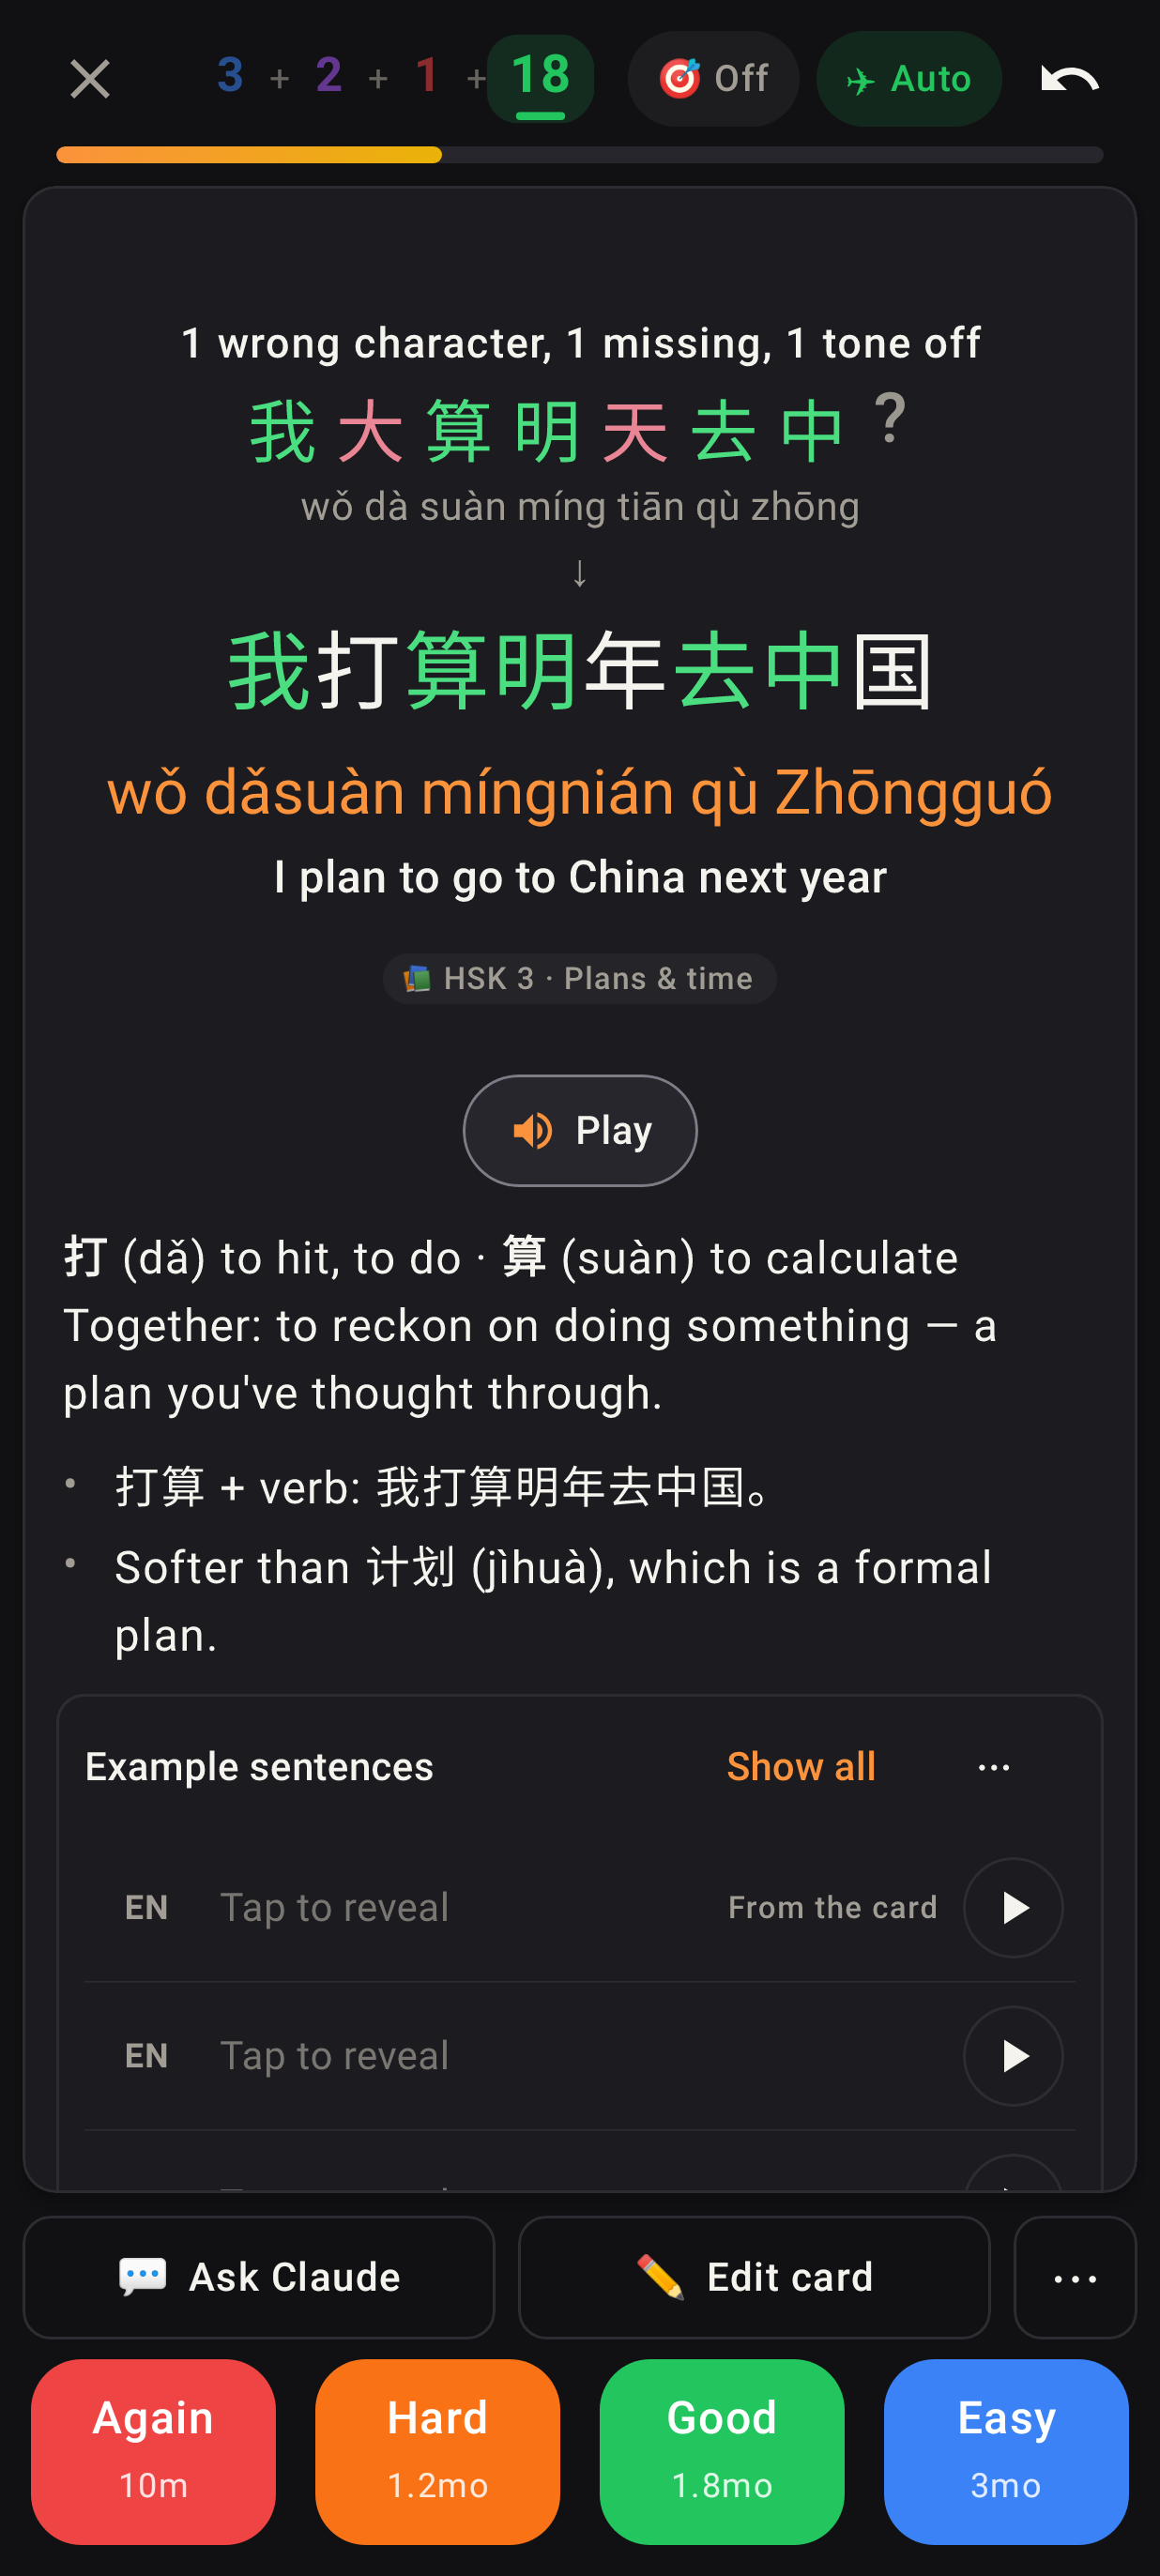 3 + 2 + 1 + 18 Off Auto
1 wrong character, 1 missing, 1 tone off
我 大 算 明 天 去 中 ?
wǒ dà suàn míng tiān qù zhōng
↓
我打算明年去中国
wǒ dǎsuàn míngnián qù Zhōngguó
I plan to go to China next year
HSK 3 · Plans & time
Play
打 (dǎ) to hit, to do · 算 (suàn) to calculate
Together: to reckon on doing something — a
plan you've thought through.
• 打算 + verb: 我打算明年去中国。
• Softer than 计划 (jìhuà), which is a formal
plan.
Example sentences Show all ...
EN Tap to reveal From the card
EN Tap to reveal
Ask Claude Edit card ...
Again Hard Good Easy
10m 1.2mo 1.8mo 3mo